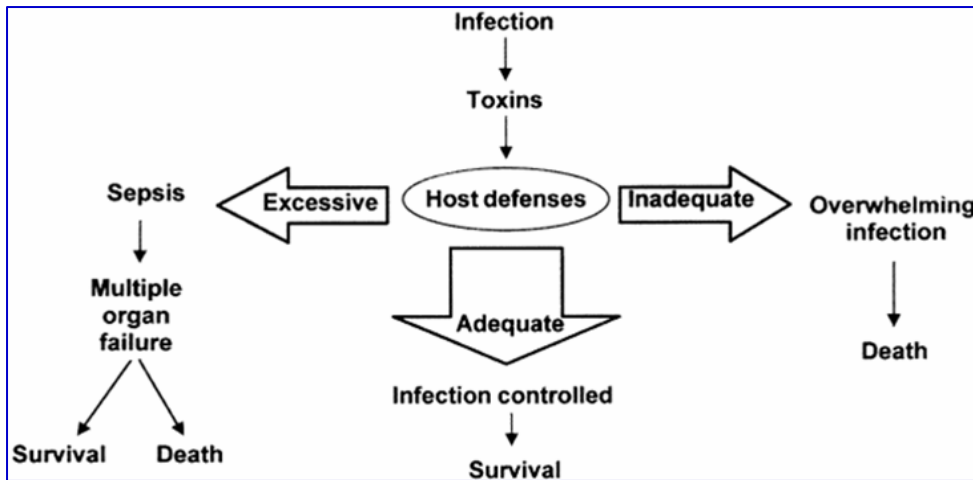 Infection
Toxins
Host defenses
Excessive
Inadequate
Adequate
Sepsis
Multiple
organ
failure
Survival
Death
Infection controlled
Survival
Overwhelming
infection
Death